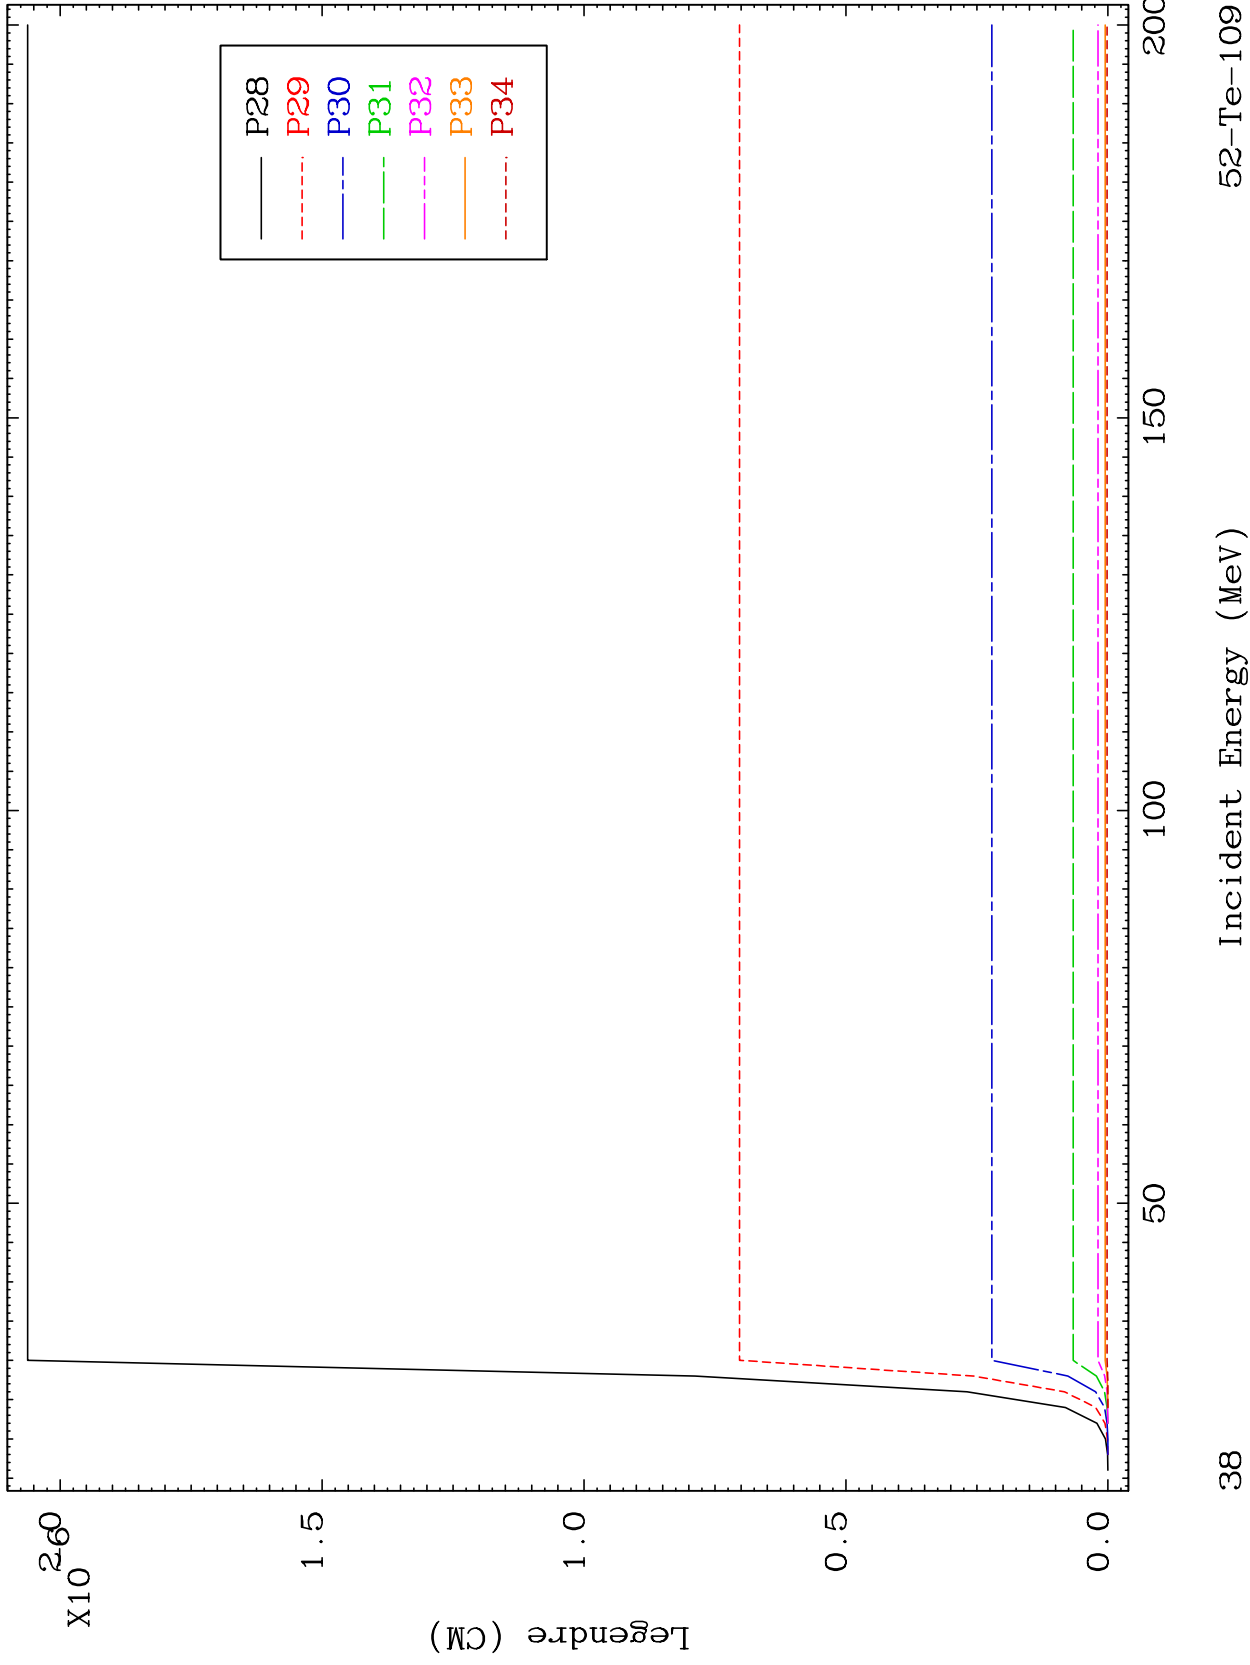 X10
-6
2.0
1.5
1.0
0.5
0.0
Legendre (CM)
P28
P29
P30
P31
P32
P33
P34
50
100
150
200
Incident Energy (MeV)
38
52-Te-109